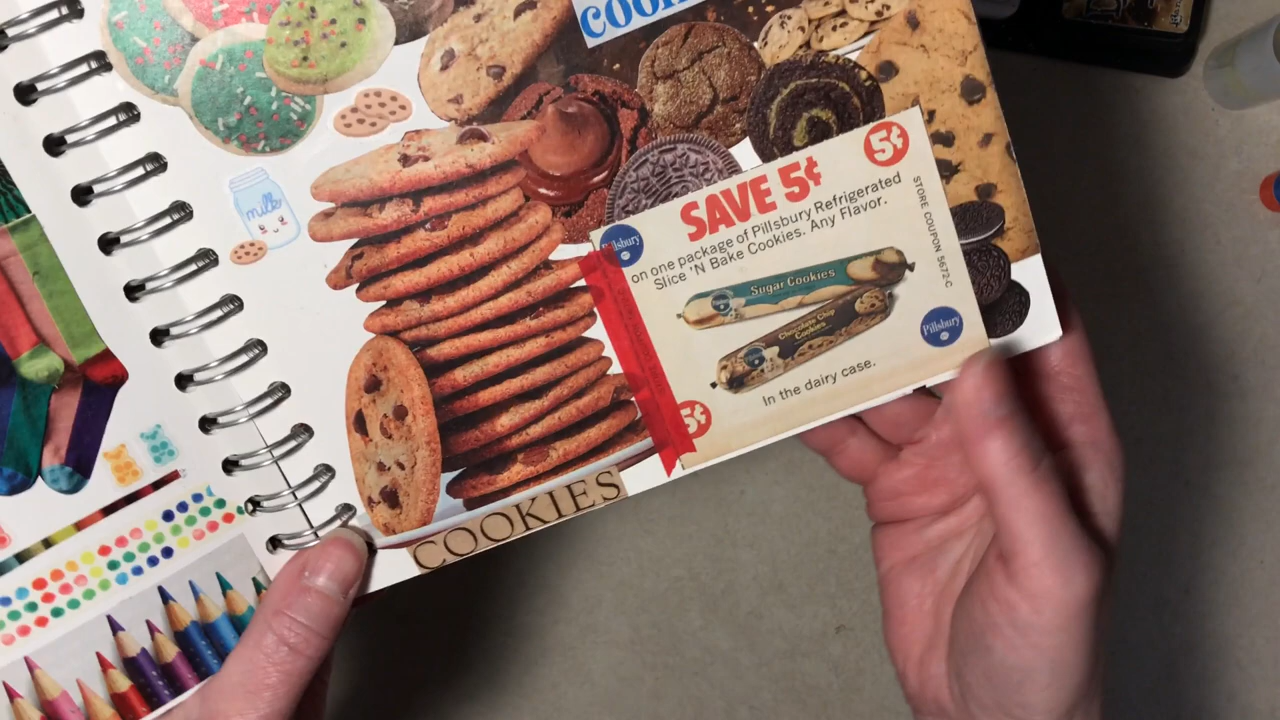 milk
SAVE 5¢
5¢
Pillsbury
on one package of Pillsbury Refrigerated
Slice 'N Bake Cookies. Any Flavor.
STORE COUPON 5672-C
Sugar Cookies
Chocolate Chip
Cookies
Pillsbury
In the dairy case.
5¢
COOKIES